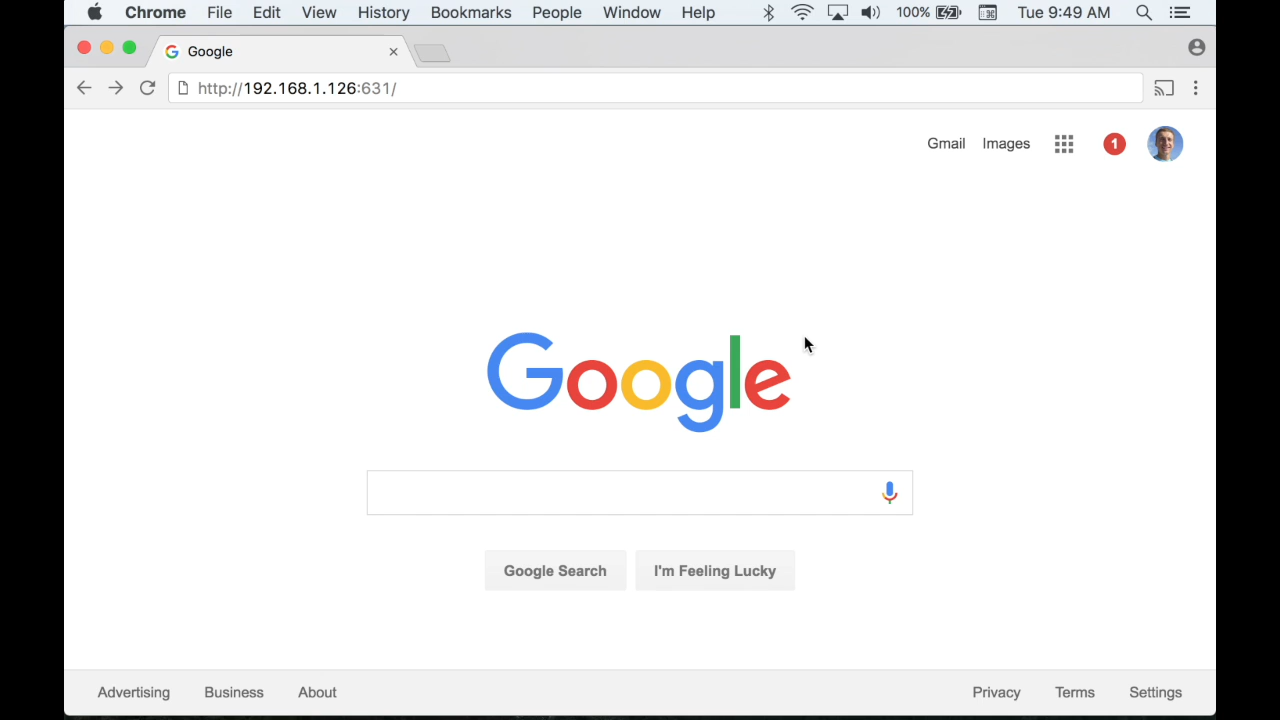 Chrome File Edit View History Bookmarks People Window Help 100% Tue 9:49 AM
Google
http://192.168.1.126:631/
Gmail Images 1
Google
Google Search I'm Feeling Lucky
Advertising Business About Privacy Terms Settings